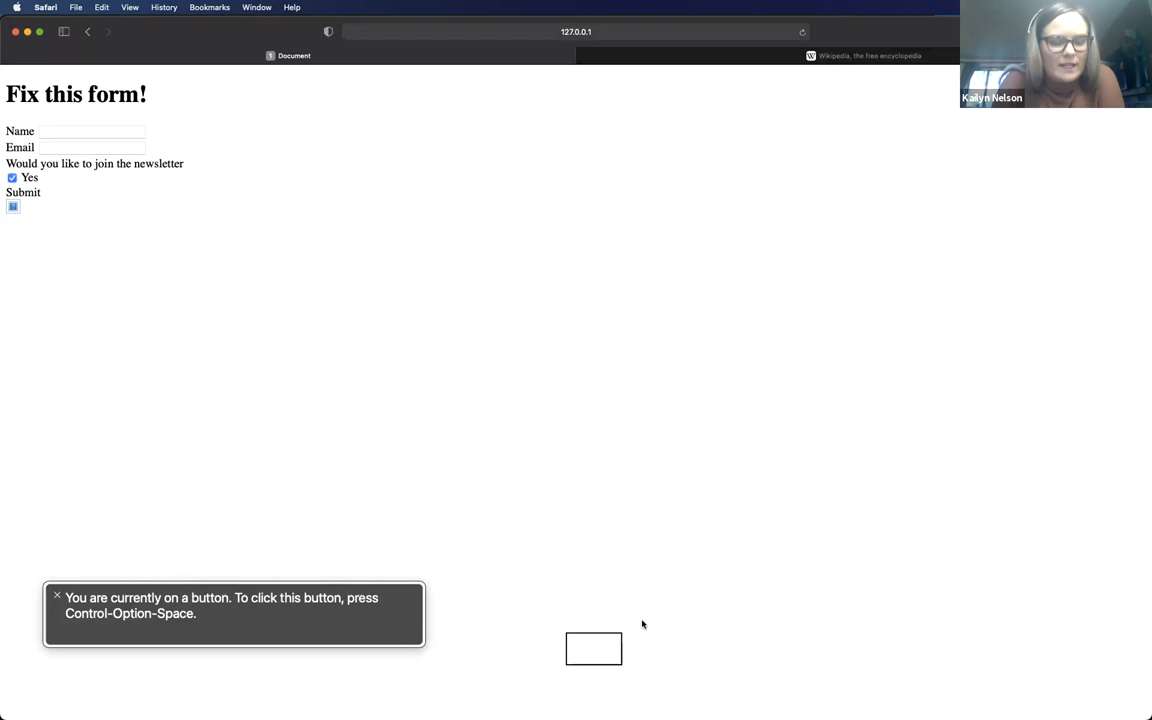 Safari File Edit View History Bookmarks Window Help
127.0.0.1
1 Document
W Wikipedia, the free encyclopedia
Kailyn Nelson
Fix this form!
Name
Email
Would you like to join the newsletter
Yes
Submit
?
You are currently on a button. To click this button, press
Control-Option-Space.